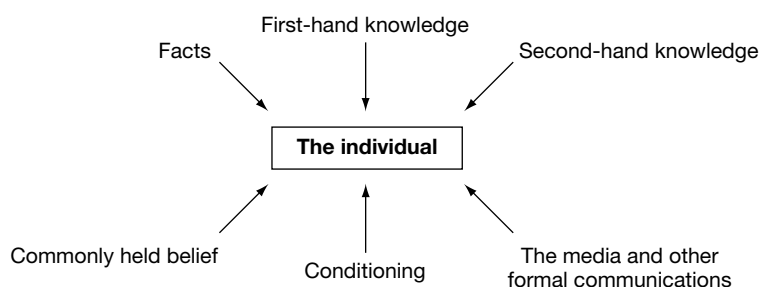 First-hand knowledge
Facts
Second-hand knowledge
The individual
Commonly held belief
Conditioning
The media and other
formal communications